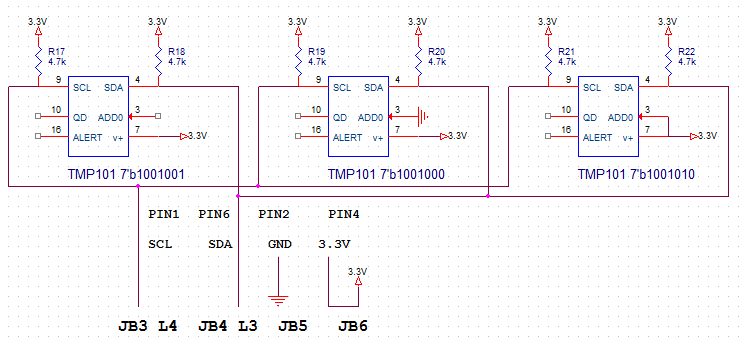 3.3V 3.3V 3.3V 3.3V 3.3V 3.3V
R17 R18 R19 R20 R21 R22
4.7k 4.7k 4.7k 4.7k 4.7k 4.7k
9 4 9 4 9 4
SCL SDA SCL SDA SCL SDA
10 3 10 3 10 3
QD ADD0 QD ADD0 QD ADD0
16 7 16 7 16 7
ALERT v+ 3.3V ALERT v+ 3.3V ALERT v+ 3.3V
TMP101 7'b1001001 TMP101 7'b1001000 TMP101 7'b1001010
PIN1 PIN6 PIN2 PIN4
SCL SDA GND 3.3V
3.3V
JB3 L4 JB4 L3 JB5 JB6